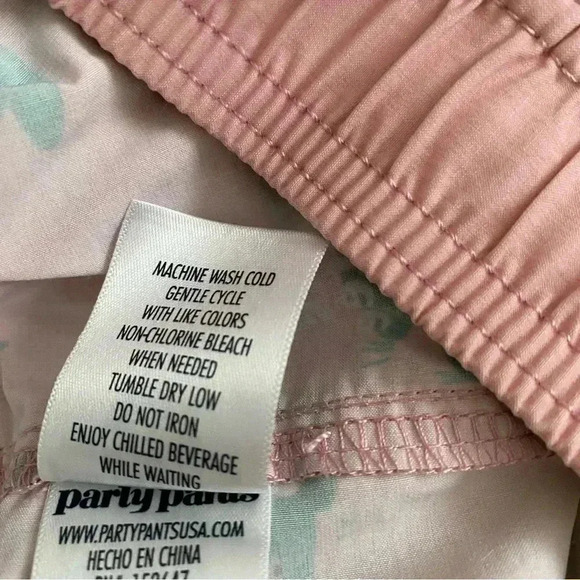 MACHINE WASH COLD
GENTLE CYCLE
WITH LIKE COLORS
NON-CHLORINE BLEACH
WHEN NEEDED
TUMBLE DRY LOW
DO NOT IRON
ENJOY CHILLED BEVERAGE
WHILE WAITING
party pants
WWW.PARTYPANTSUSA.COM
HECHO EN CHINA